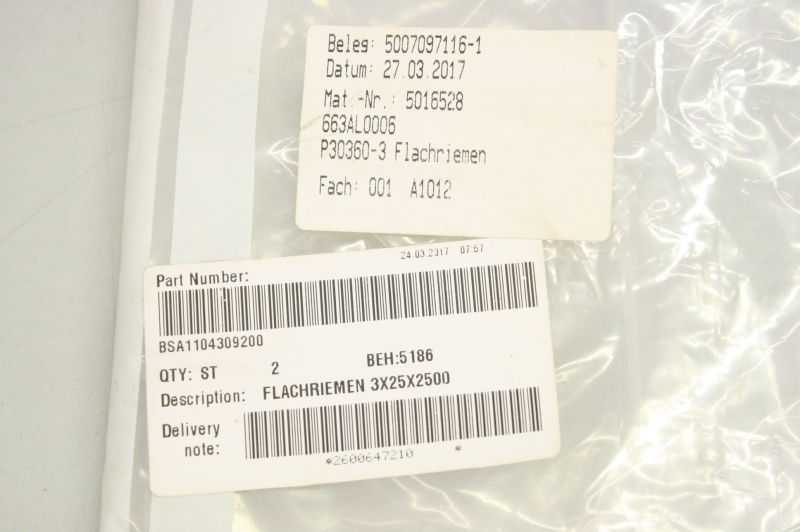 Beleg: 5007097116-1
Datum: 27.03.2017
Mat.-Nr.: 5016528
663AL0006
P30360-3 Flachriemen
Fach: 001 A1012
24.03.2017 07:57
Part Number:
BSA1104309200
QTY: ST 2 BEH:5186
Description: FLACHRIEMEN 3X25X2500
Delivery
note:
*2600647210 *